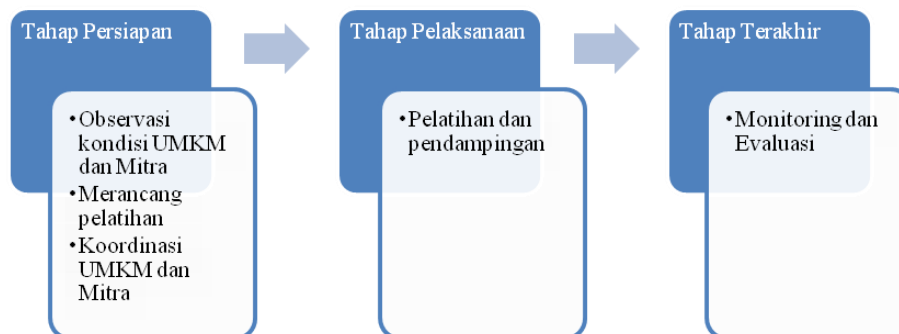 Tahap Persiapan
•Observasi
kondisi UMKM
dan Mitra
•Merancang
pelatihan
•Koordinasi
UMKM dan
Mitra
Tahap Pelaksanaan
•Pelatihan dan
pendampingan
Tahap Terakhir
•Monitoring dan
Evaluasi